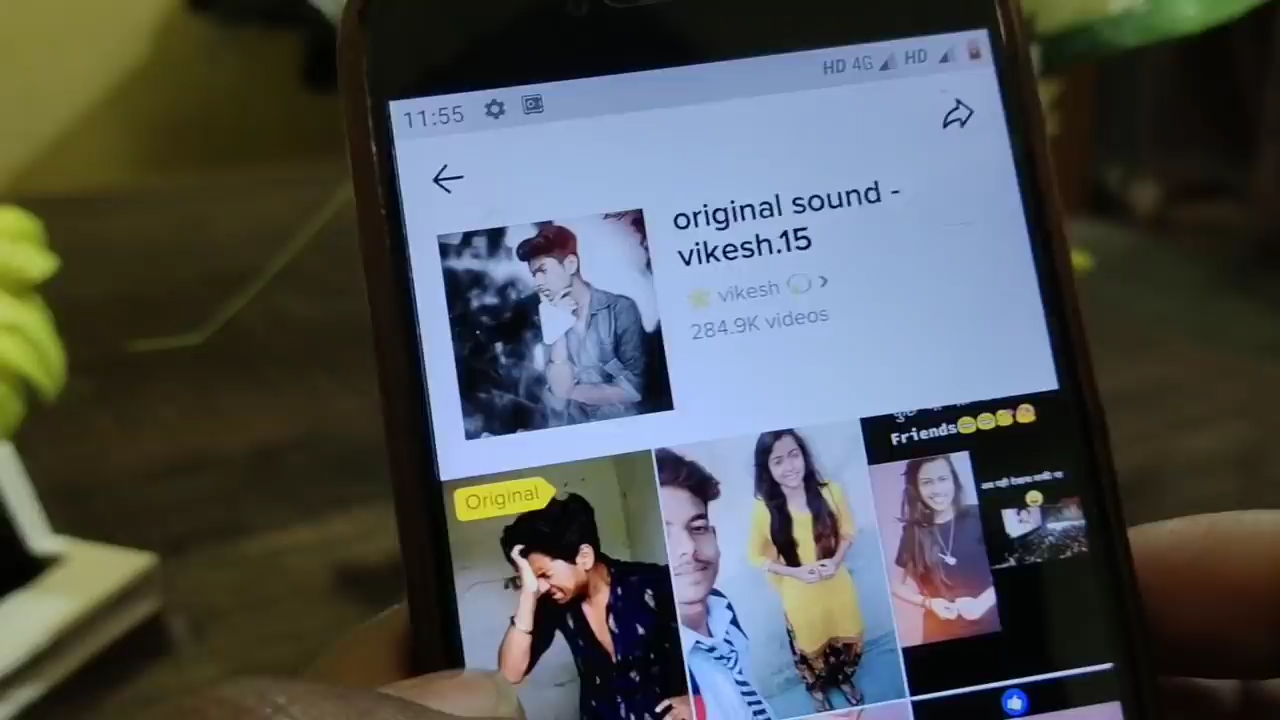 11:55
HD 4G HD
original sound -
vikesh.15
vikesh
284.9K videos
Original
Friends